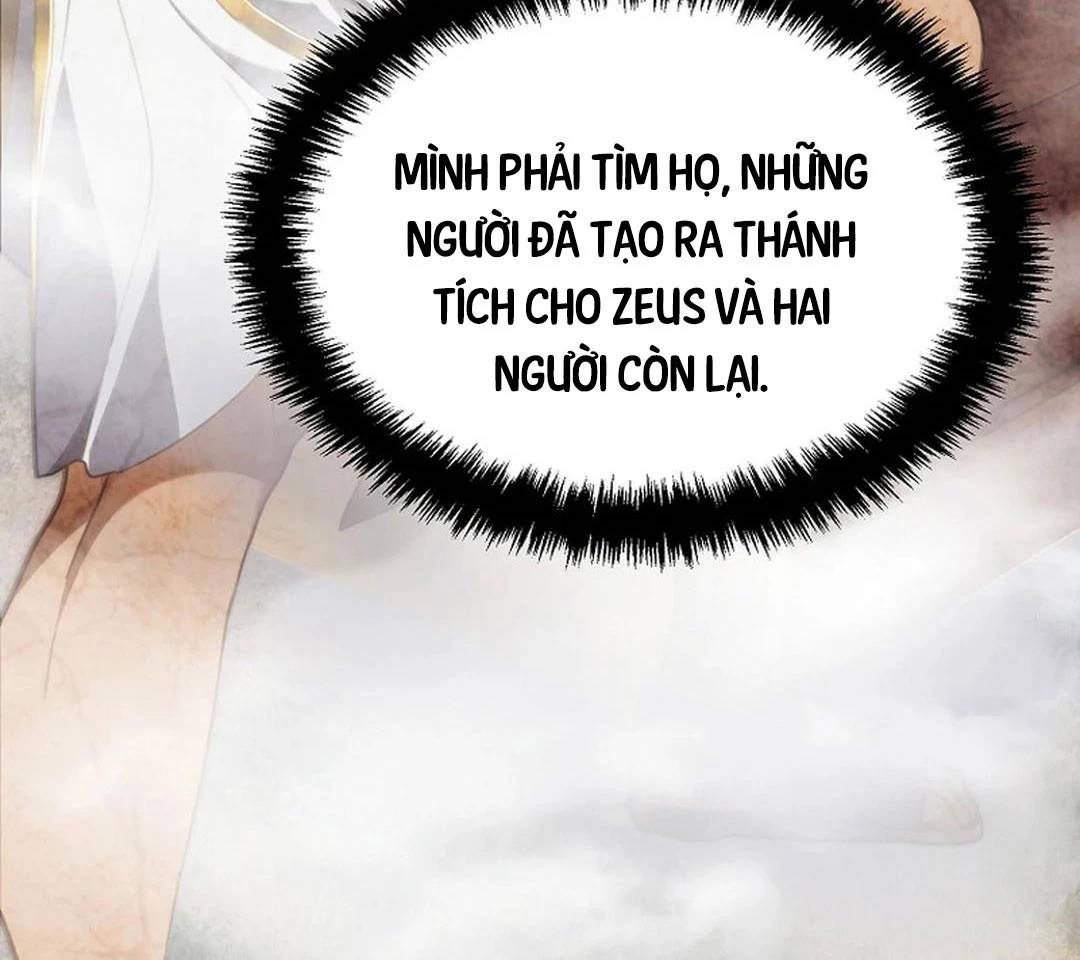 MÌNH PHẢI TÌM HỌ, NHỮNG
NGƯỜI ĐÃ TẠO RA THÁNH
TÍCH CHO ZEUS VÀ HAI
NGƯỜI CÒN LẠI.